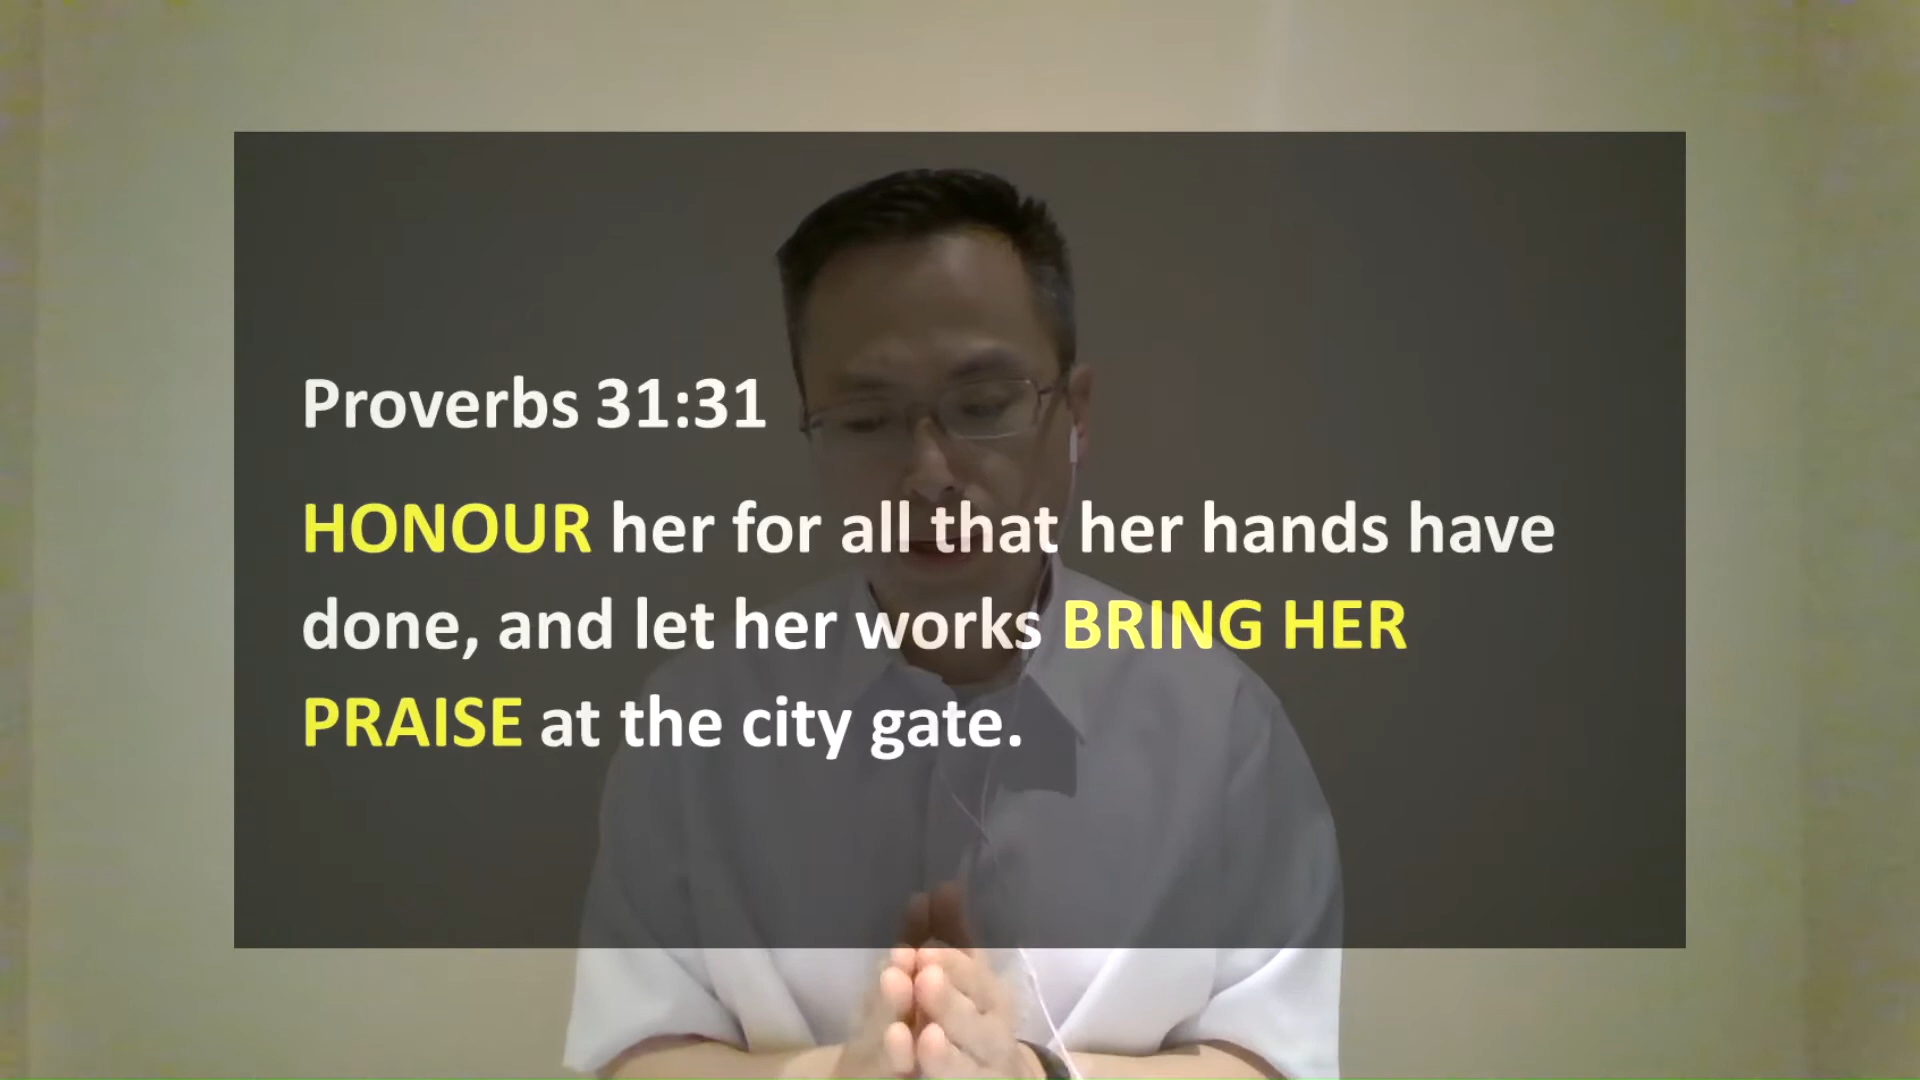 Proverbs 31:31
HONOUR her for all that her hands have
done, and let her works BRING HER
PRAISE at the city gate.